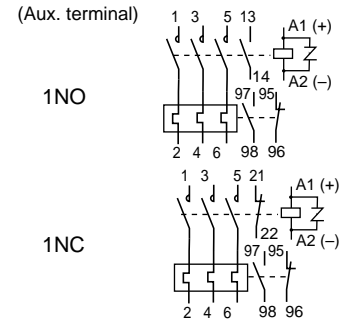 (Aux. terminal)
1 3 5 13 A1 (+)
14 A2 (–)
1NO
97 95
2 4 6 98 96
1 3 5 21 A1 (+)
22 A2 (–)
1NC
97 95
2 4 6 98 96